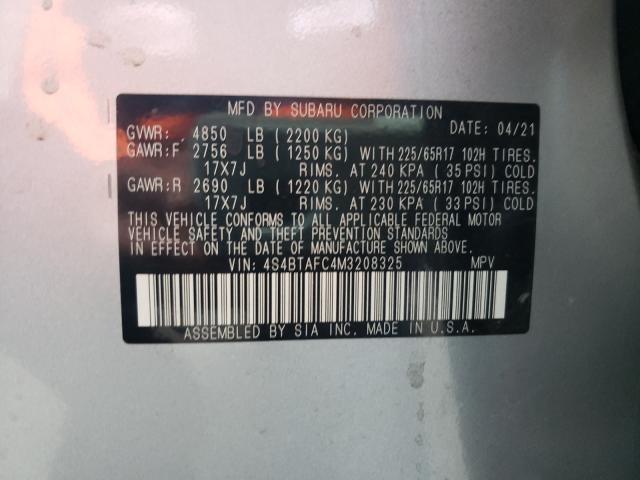 MFD BY SUBARU CORPORATION
DATE: 04/21
GVWR: 4850 LB (2200 KG)
GAWR:F 2756 LB (1250 KG) WITH 225/65R17 102H TIRES.
17X7J RIMS. AT 240 KPA (35 PSI) COLD
GAWR:R 2690 LB (1220 KG) WITH 225/65R17 102H TIRES.
17X7J RIMS. AT 230 KPA (33 PSI) COLD
THIS VEHICLE CONFORMS TO ALL APPLICABLE FEDERAL MOTOR
VEHICLE SAFETY AND THEFT PREVENTION STANDARDS
IN EFFECT ON THE DATE OF MANUFACTURE SHOWN ABOVE.
VIN: 4S4BTAFC4M3208325 MPV
ASSEMBLED BY SIA INC. MADE IN U.S.A.